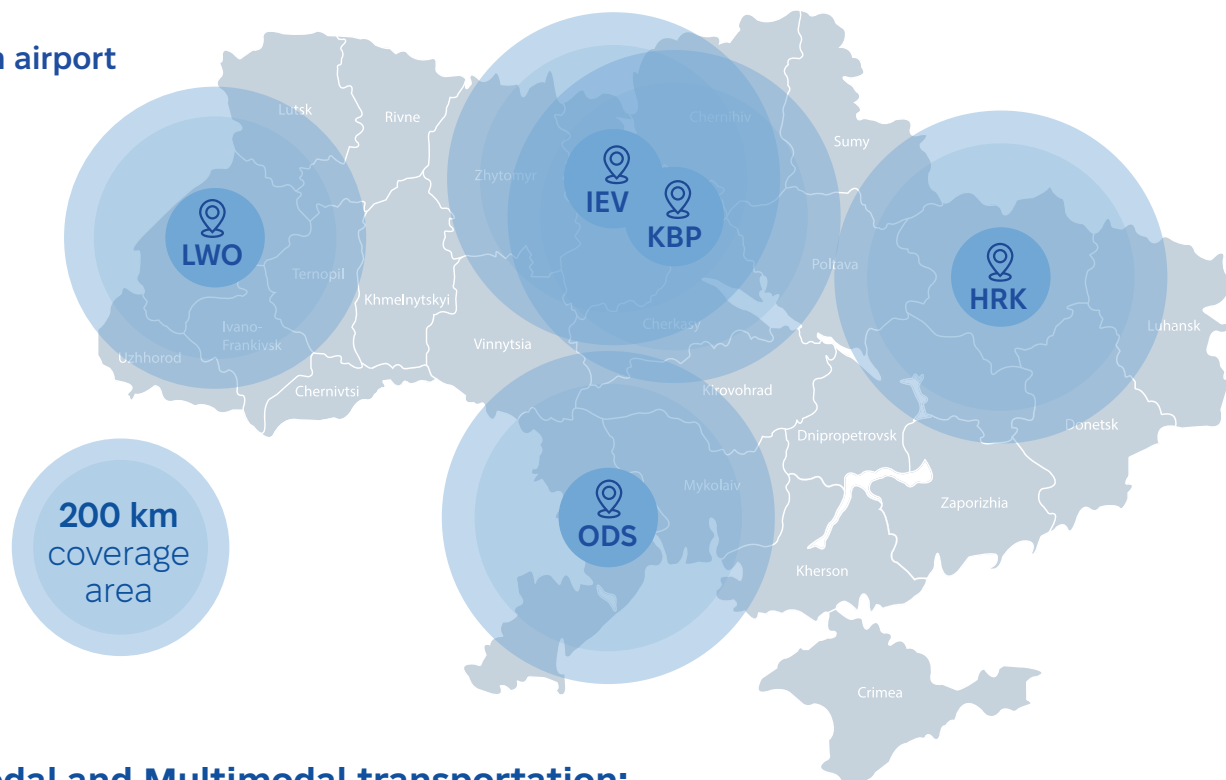 airport
Lutsk
Rivne
Chernihiv
Sumy
Zhytomyr
IEV
KBP
LWO
Ternopil
Poltava
HRK
Khmelnytskyi
Ivano-
Frankivsk
Cherkasy
Luhansk
Uzhhorod
Vinnytsia
Chernivtsi
Kirovohrad
Donetsk
Dnipropetrovsk
Mykolaiv
Zaporizhia
ODS
200 km
coverage
area
Kherson
Crimea
and Multimodal transportation: